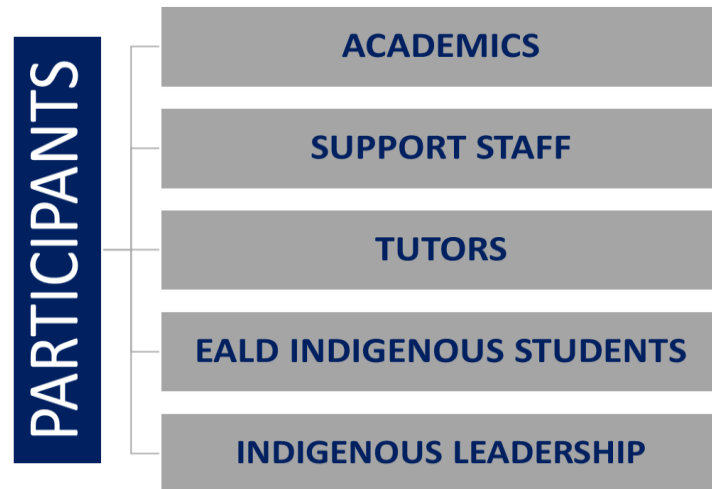 PARTICIPANTS
ACADEMICS
SUPPORT STAFF
TUTORS
EALD INDIGENOUS STUDENTS
INDIGENOUS LEADERSHIP